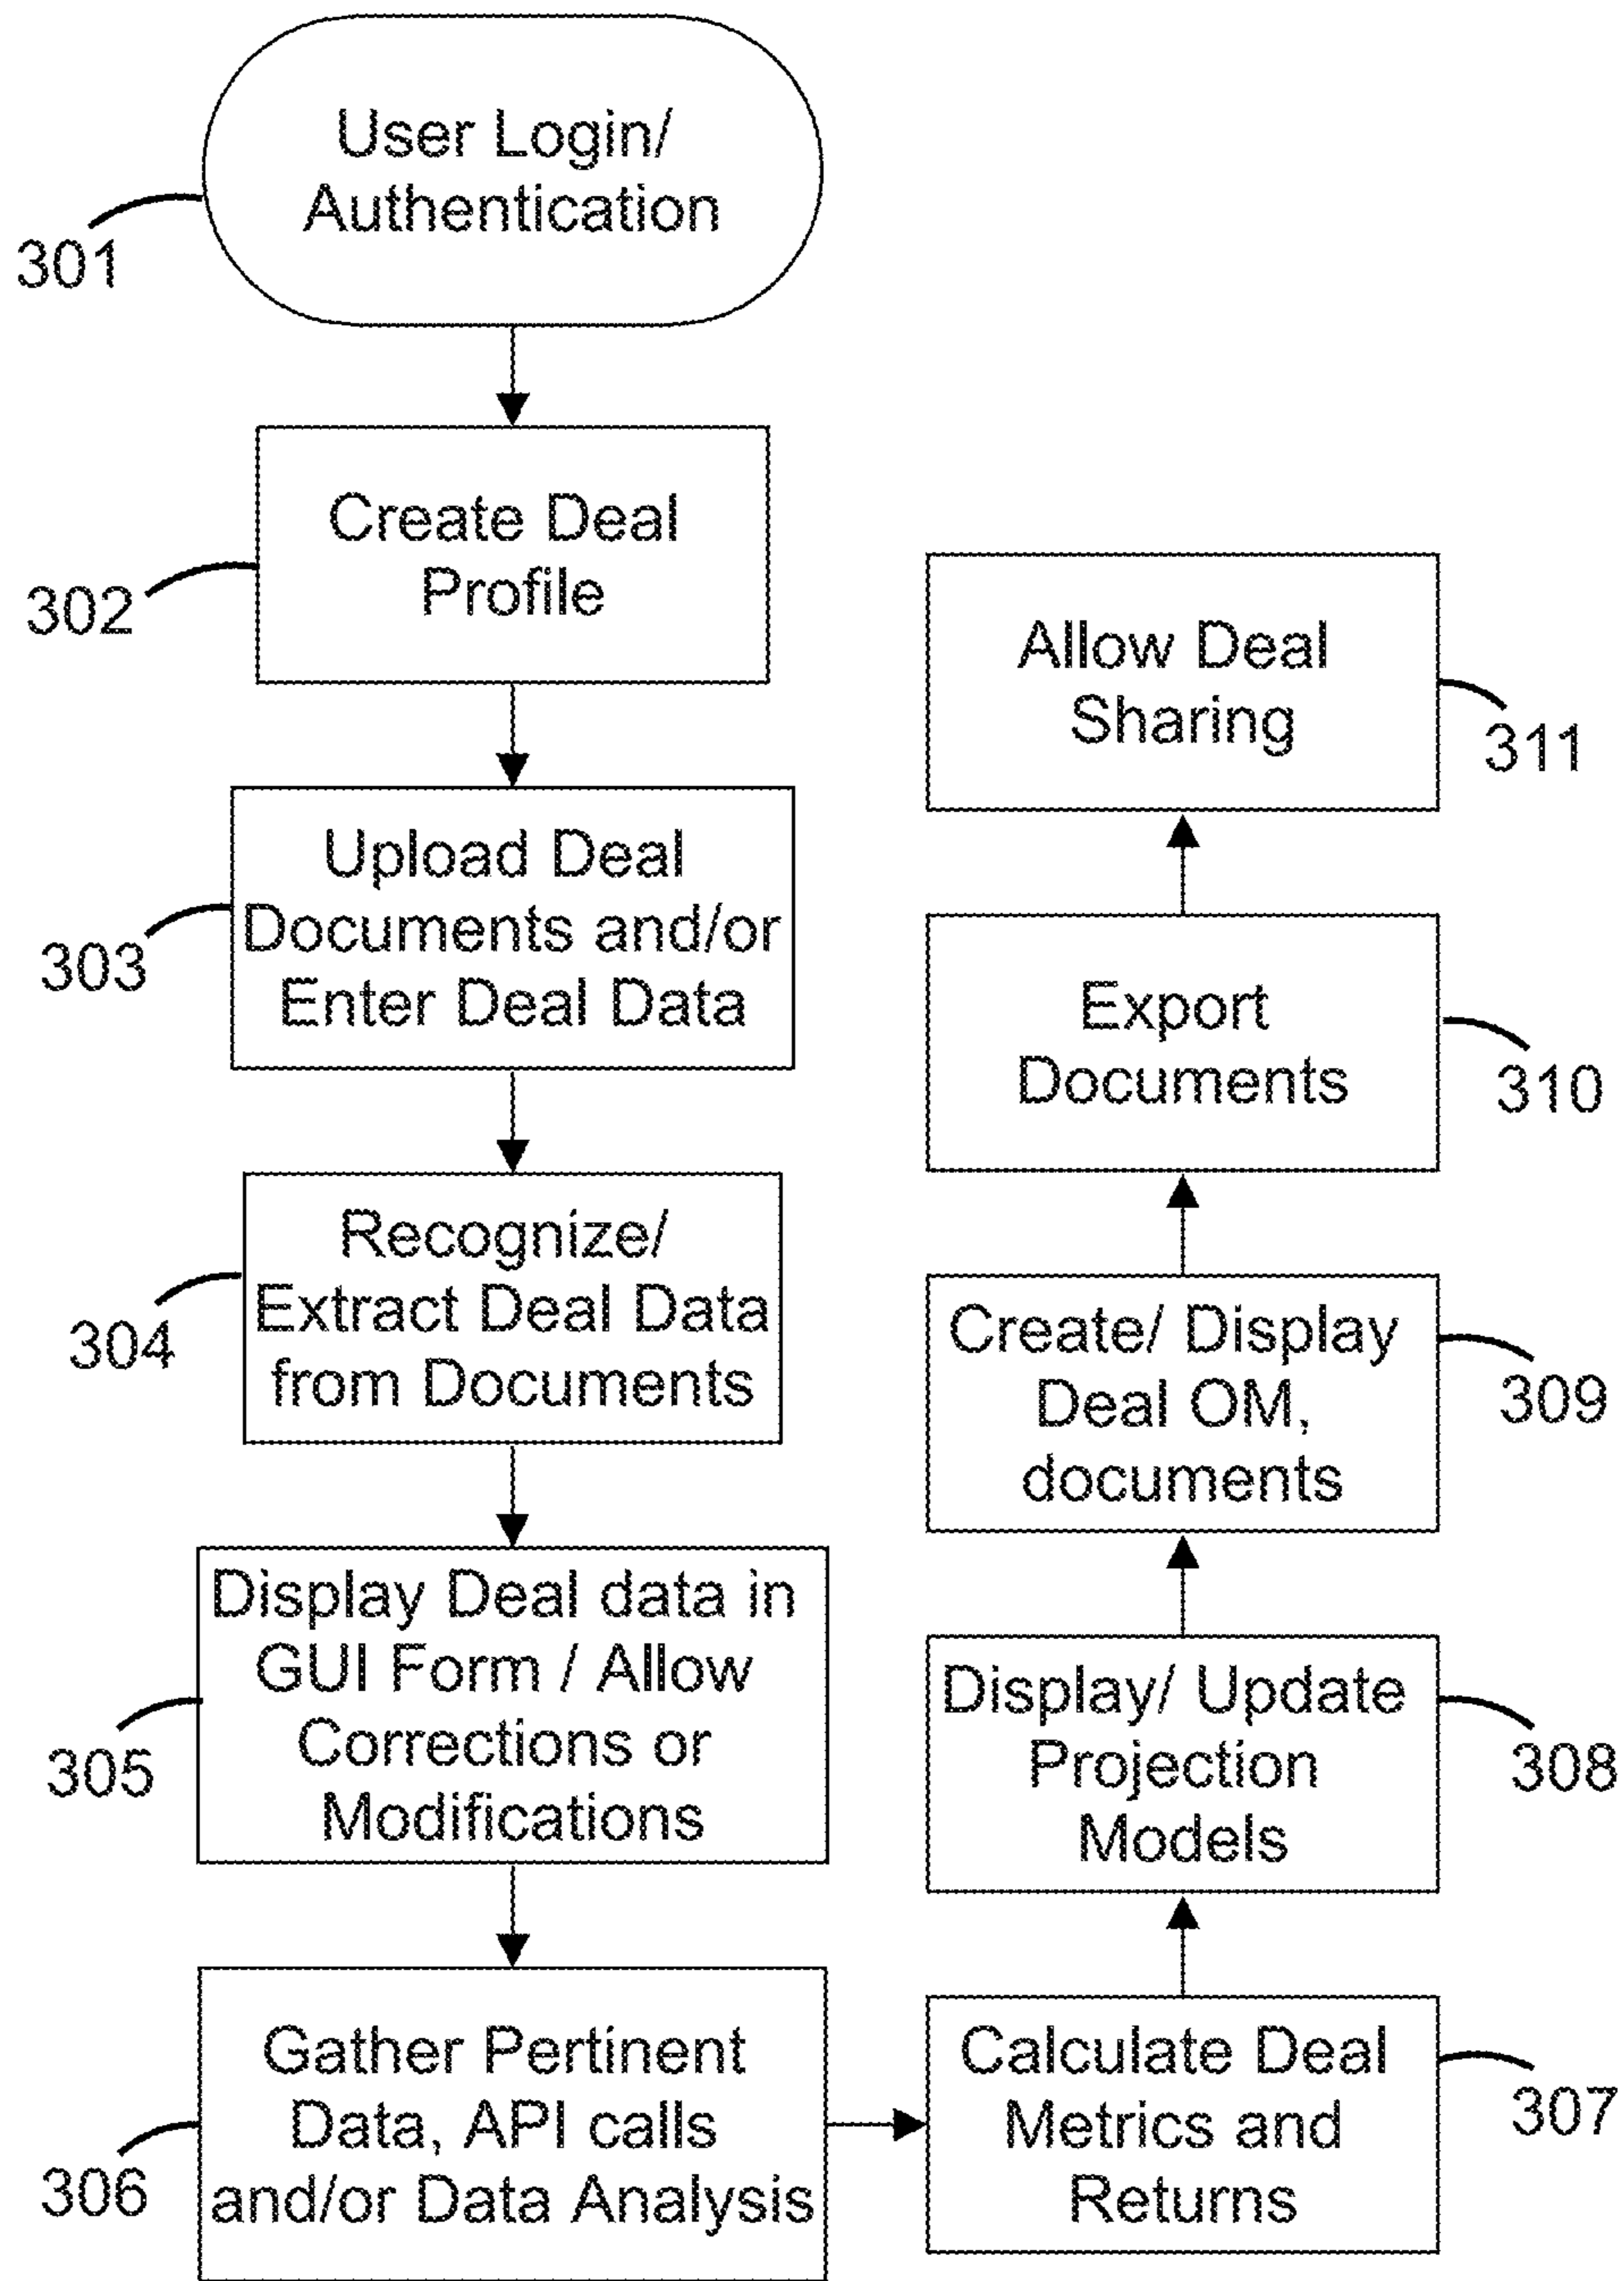 User Login/
Authentication
301
Create Deal
Profile
302
Upload Deal
Documents and/or
Enter Deal Data
303
Recognize/
Extract Deal Data
from Documents
304
Display Deal data in
GUI Form / Allow
Corrections or
Modifications
305
Gather Pertinent
Data, API calls
and/or Data Analysis
306
Calculate Deal
Metrics and
Returns
307
Display/ Update
Projection
Models
308
Create/ Display
Deal OM,
documents
309
Export
Documents
310
Allow Deal
Sharing
311